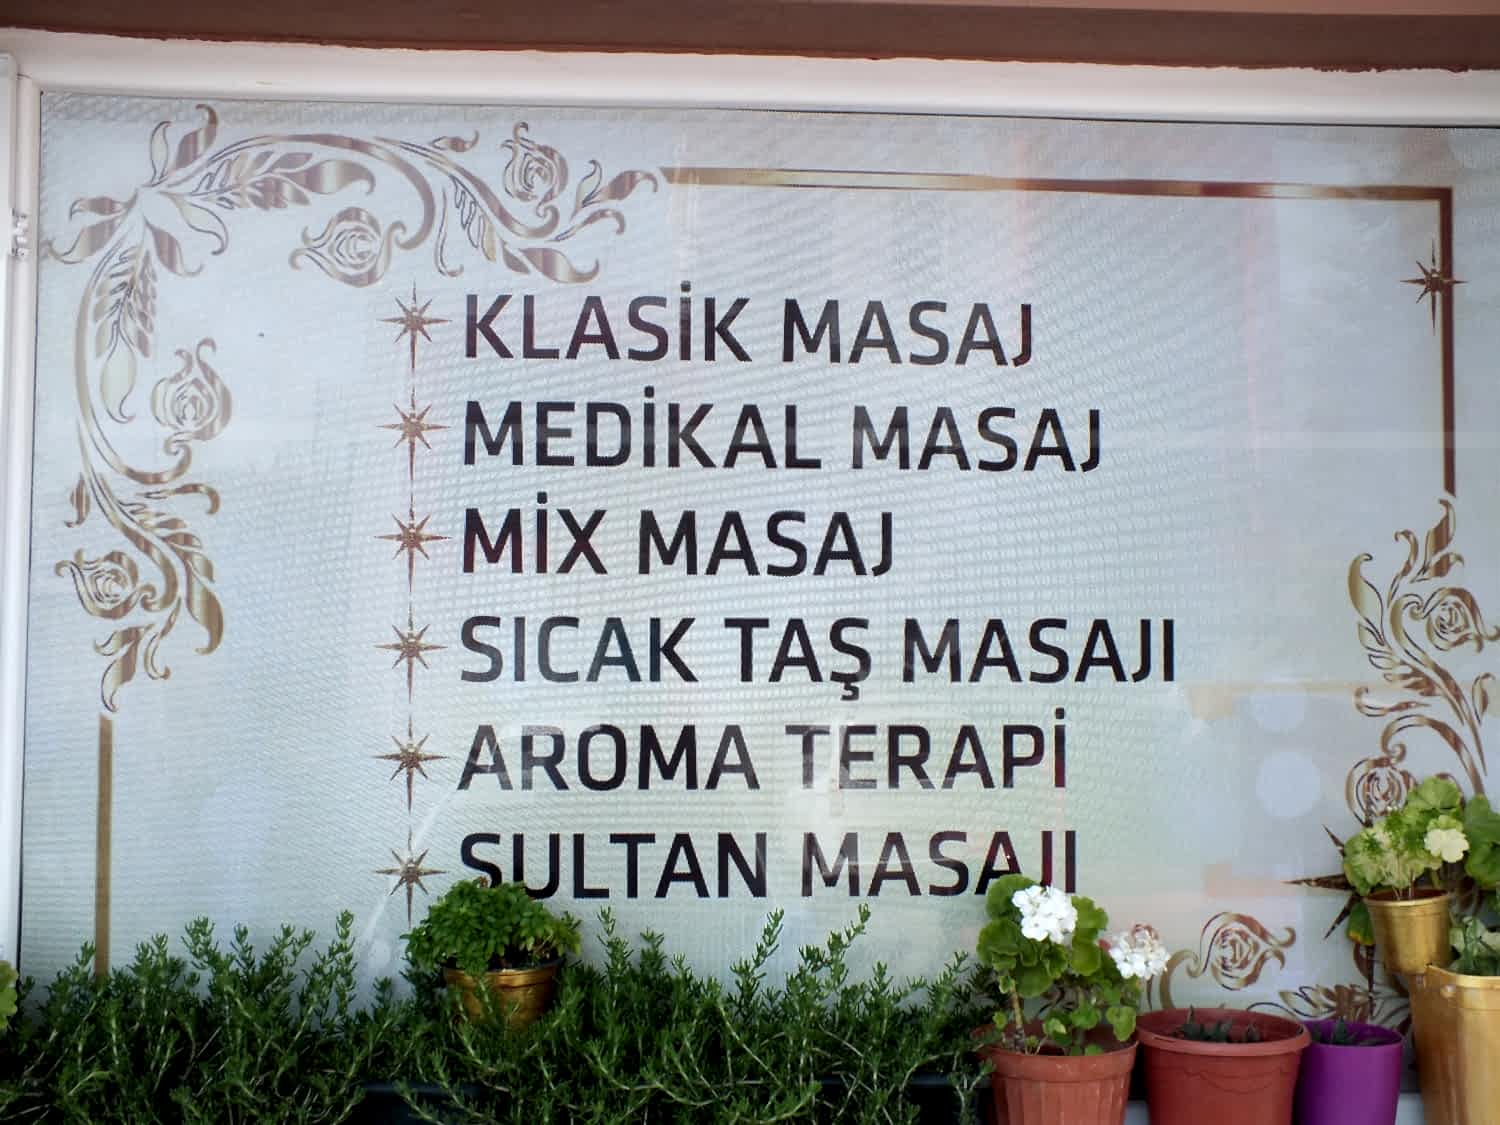 KLASİK MASAJ
MEDİKAL MASAJ
MİX MASAJ
SICAK TAŞ MASAJI
AROMA TERAPİ
SULTAN MASAJI